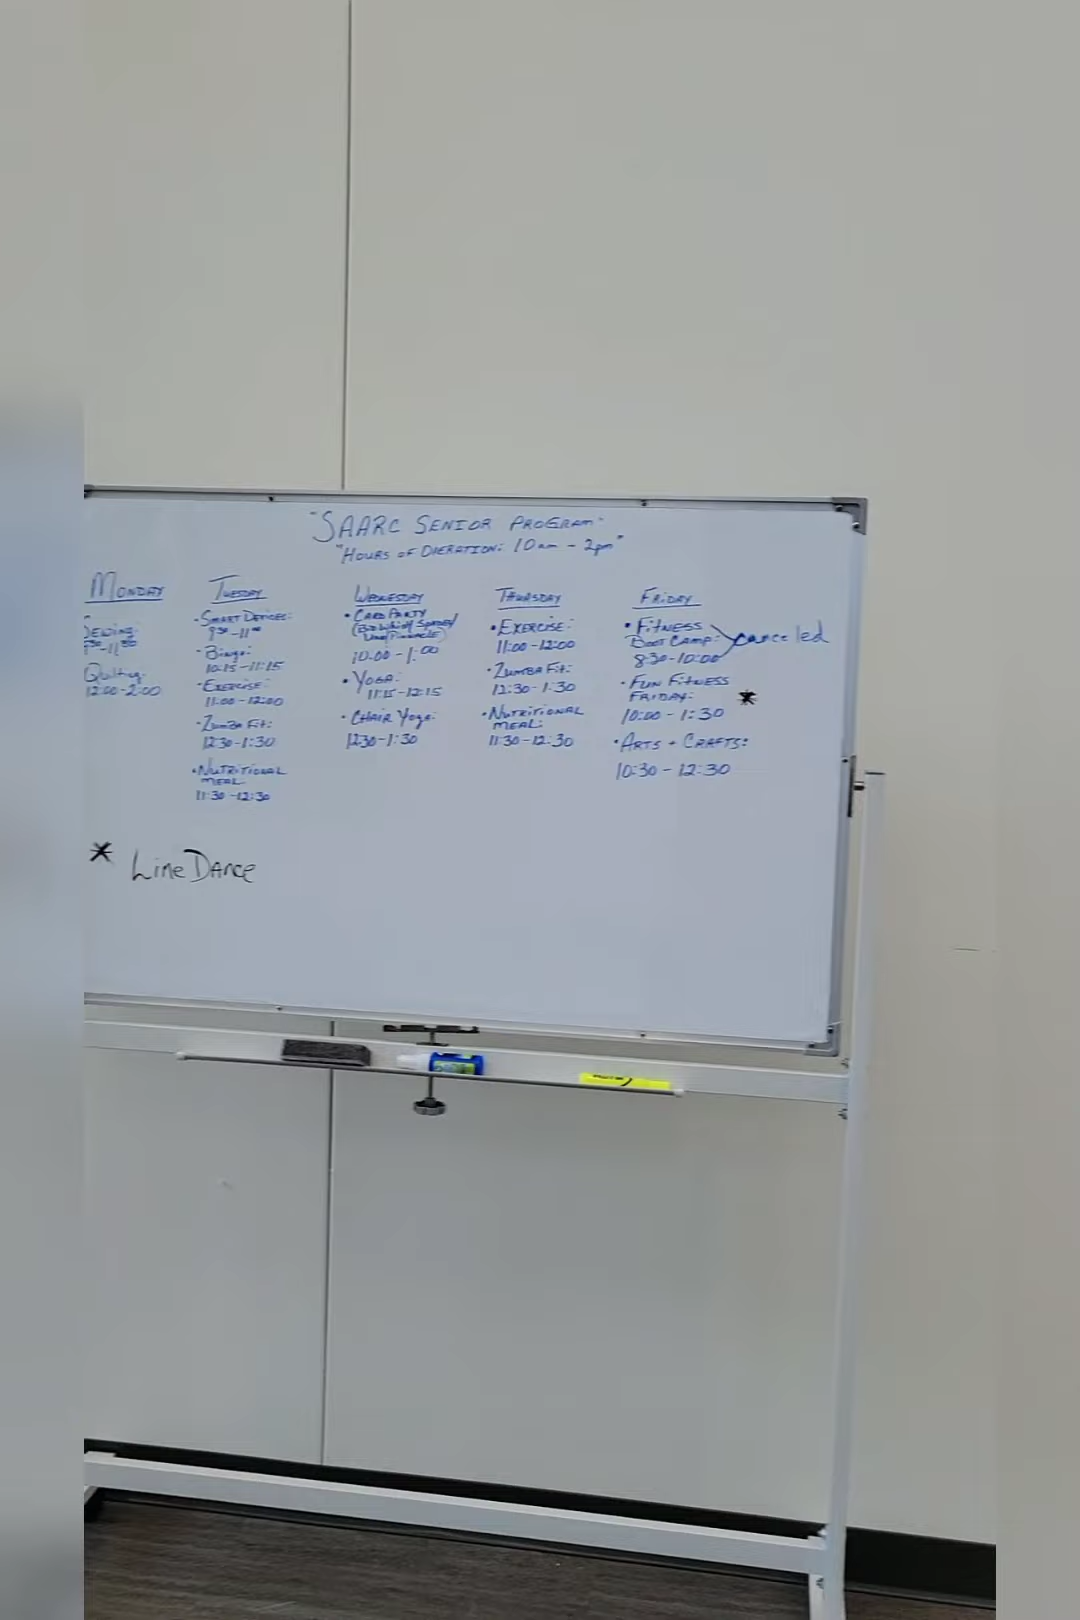 "SAARC SENIOR PROGRAM"
"HOURS OF OPERATION: 10am - 2pm"
MONDAY
SEWING:
Quilting:
12:00-2:00
TUESDAY
• SMART DEVICES:
9:30-11:00
• Bingo:
10:15-11:15
• EXERCISE:
11:00-12:00
• ZUMBA Fit:
12:30-1:30
• NUTRITIONAL
MEAL:
11:30-12:30
WEDNESDAY
• CARD PARTY
10:00-1:00
• YOGA:
11:15-12:15
• CHAIR YOGA:
12:30-1:30
THURSDAY
• EXERCISE:
11:00-12:00
• ZUMBA Fit:
12:30-1:30
• NUTRITIONAL
MEAL:
11:30-12:30
FRIDAY
• FITNESS
BOOT CAMP: canceled
8:30-10:00
• FUN FITNESS
FRIDAY: *
10:00-1:30
• ARTS + CRAFTS:
10:30-12:30
* Line DANCE